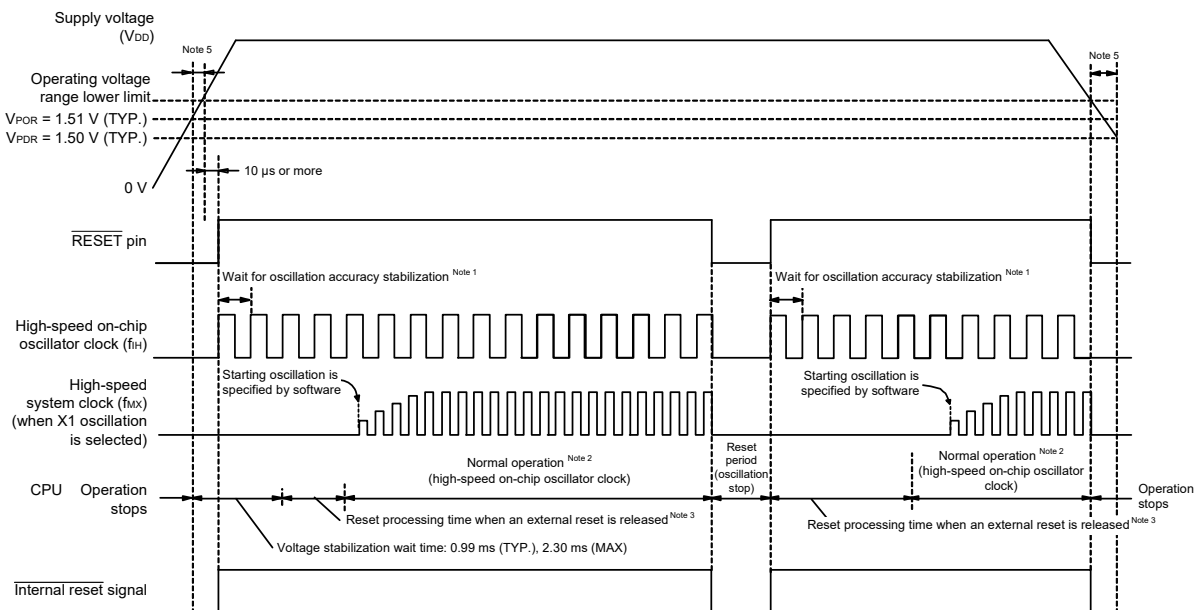 Supply voltage
(VDD)
Note 5
Note 5
Operating voltage
range lower limit
VPOR = 1.51 V (TYP.)
VPDR = 1.50 V (TYP.)
10 µs or more
0 V
RESET pin
Wait for oscillation accuracy stabilization Note 1
Wait for oscillation accuracy stabilization Note 1
High-speed on-chip
oscillator clock (fIH)
Starting oscillation is
specified by software
Starting oscillation is
specified by software
High-speed
system clock (fMX)
(when X1 oscillation
is selected)
Normal operation Note 2
(high-speed on-chip oscillator clock)
Reset
period
(oscillation
stop)
Normal operation Note 2
(high-speed on-chip oscillator
clock)
CPU
Operation
stops
Operation
stops
Reset processing time when an external reset is released Note 3
Reset processing time when an external reset is released Note 3
Voltage stabilization wait time: 0.99 ms (TYP.), 2.30 ms (MAX)
Internal reset signal